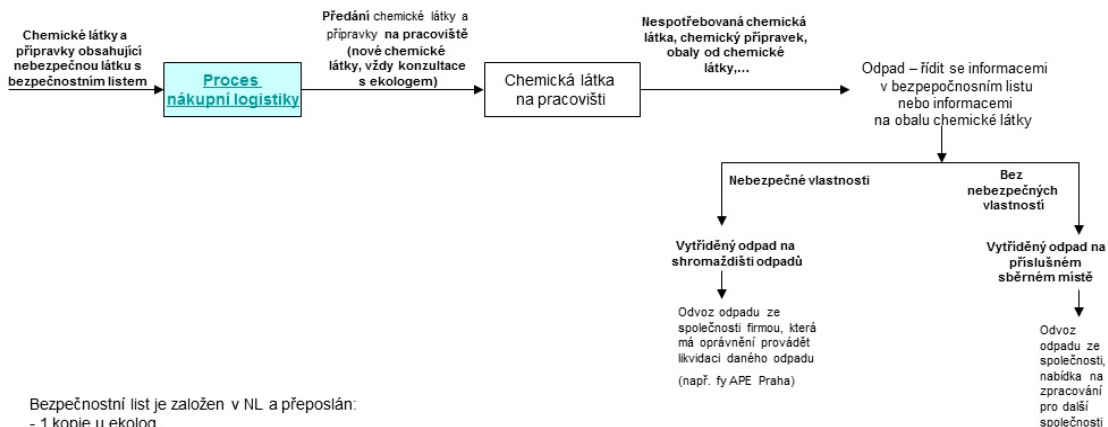 Chemické látky a
přípravky obsahující
nebezpečnou látku s
bezpečnostním listem
Proces
nákupní logistiky
Předání chemické látky a
přípravky na pracoviště
(nové chemické
látky, vždy konzultace
s ekologem)
Chemická látka
na pracovišti
Nespotřebovaná chemická
látka, chemický přípravek,
obaly od chemické
látky,...
Odpad – řídit se informacemi
v bezpepočnosním listu
nebo informacemi
na obalu chemické látky
Nebezpečné vlastnosti
Bez
nebezpečných
vlastností
Vytříděný odpad na
shromaždišti odpadů
Vytříděný odpad na
příslušném
sběrném místě
Odvoz odpadu ze
společnosti firmou, která
má oprávnění provádět
likvidaci daného odpadu
(např. fy APE Praha)
Odvoz
odpadu ze
společnosti,
nabídka na
zpracování
pro další
společnosti
Bezpečnostní list je založen v NL a přeposlán:
- 1 kopie u ekolog